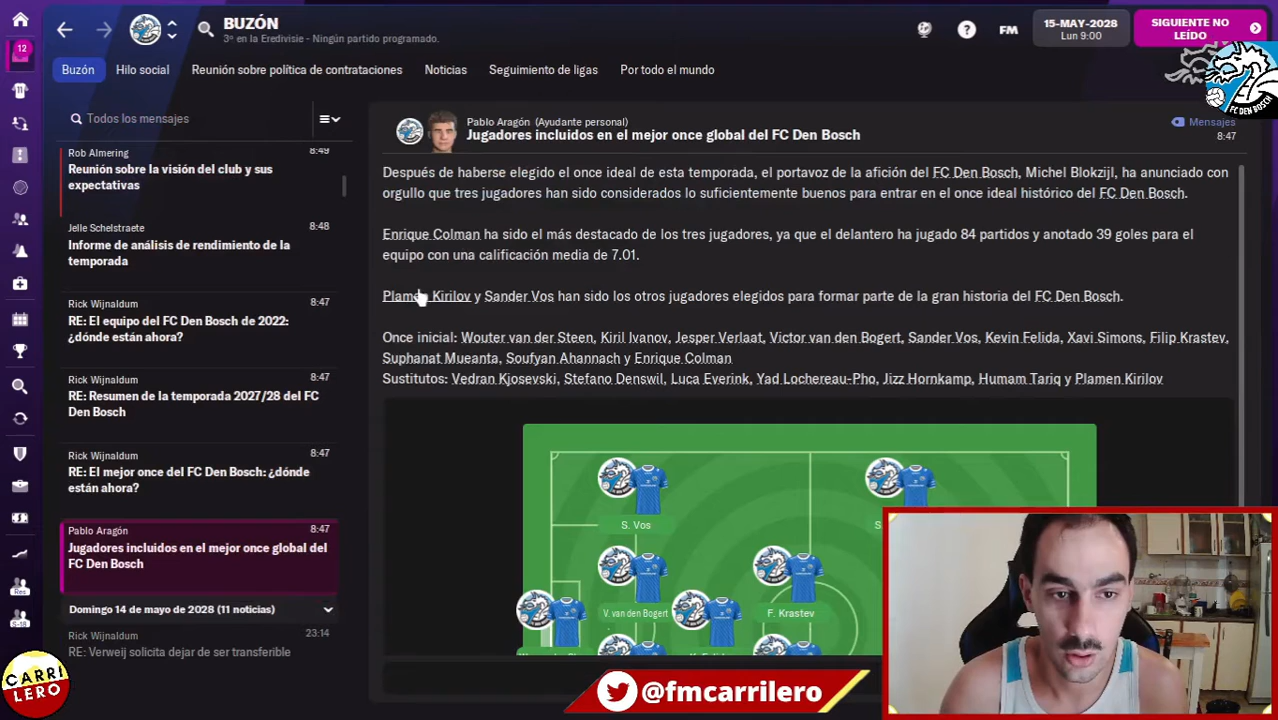 12
BUZÓN
3º en la Eredivisie - Ningún partido programado.
?
FM
15-MAY-2028
Lun 9:00
SIGUIENTE NO
LEÍDO
FC DEN BOSCH
Buzón
Hilo social
Reunión sobre política de contrataciones
Noticias
Seguimiento de ligas
Por todo el mundo
Todos los mensajes
Rob Almering
8:49
Reunión sobre la visión del club y sus
expectativas
Jelle Schelstraete
8:48
Informe de análisis de rendimiento de la
temporada
Rick Wijnaldum
8:47
RE: El equipo del FC Den Bosch de 2022:
¿dónde están ahora?
Rick Wijnaldum
8:47
RE: Resumen de la temporada 2027/28 del FC
Den Bosch
Rick Wijnaldum
8:47
RE: El mejor once del FC Den Bosch: ¿dónde
están ahora?
Pablo Aragón
8:47
Jugadores incluidos en el mejor once global del
FC Den Bosch
Domingo 14 de mayo de 2028 (11 noticias)
Rick Wijnaldum
23:14
RE: Verweij solicita dejar de ser transferible
Pablo Aragón (Ayudante personal)
Jugadores incluidos en el mejor once global del FC Den Bosch
Mensajes
8:47
Después de haberse elegido el once ideal de esta temporada, el portavoz de la afición del FC Den Bosch, Michel Blokzijl, ha anunciado con
orgullo que tres jugadores han sido considerados lo suficientemente buenos para entrar en el once ideal histórico del FC Den Bosch.
Enrique Colman ha sido el más destacado de los tres jugadores, ya que el delantero ha jugado 84 partidos y anotado 39 goles para el
equipo con una calificación media de 7.01.
Plamen Kirilov y Sander Vos han sido los otros jugadores elegidos para formar parte de la gran historia del FC Den Bosch.
Once inicial: Wouter van der Steen, Kiril Ivanov, Jesper Verlaat, Victor van den Bogert, Sander Vos, Kevin Felida, Xavi Simons, Filip Krastev,
Suphanat Mueanta, Soufyan Ahannach y Enrique Colman
Sustitutos: Vedran Kjosevski, Stefano Denswil, Luca Everink, Yad Lochereau-Pho, Jizz Hornkamp, Humam Tariq y Plamen Kirilov
S. Vos
S.
V. van den Bogert
F. Krastev
Res
S-18
CARRI
LERO
@fmcarrilero